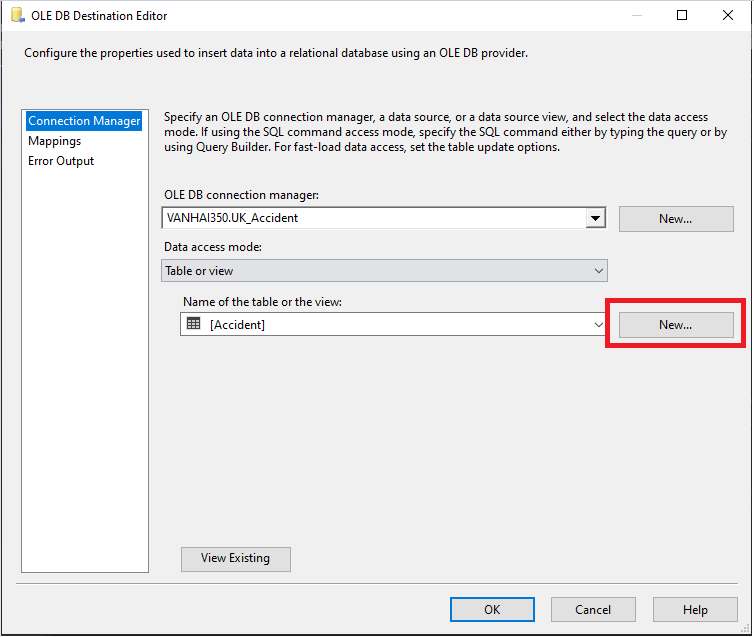 OLE DB Destination Editor
Configure the properties used to insert data into a relational database using an OLE DB provider.
Connection Manager
Mappings
Error Output
Specify an OLE DB connection manager, a data source, or a data source view, and select the data access
mode. If using the SQL command access mode, specify the SQL command either by typing the query or by
using Query Builder. For fast-load data access, set the table update options.
OLE DB connection manager:
VANHAI350.UK_Accident
New...
Data access mode:
Table or view
Name of the table or the view:
[Accident]
New...
View Existing
OK
Cancel
Help